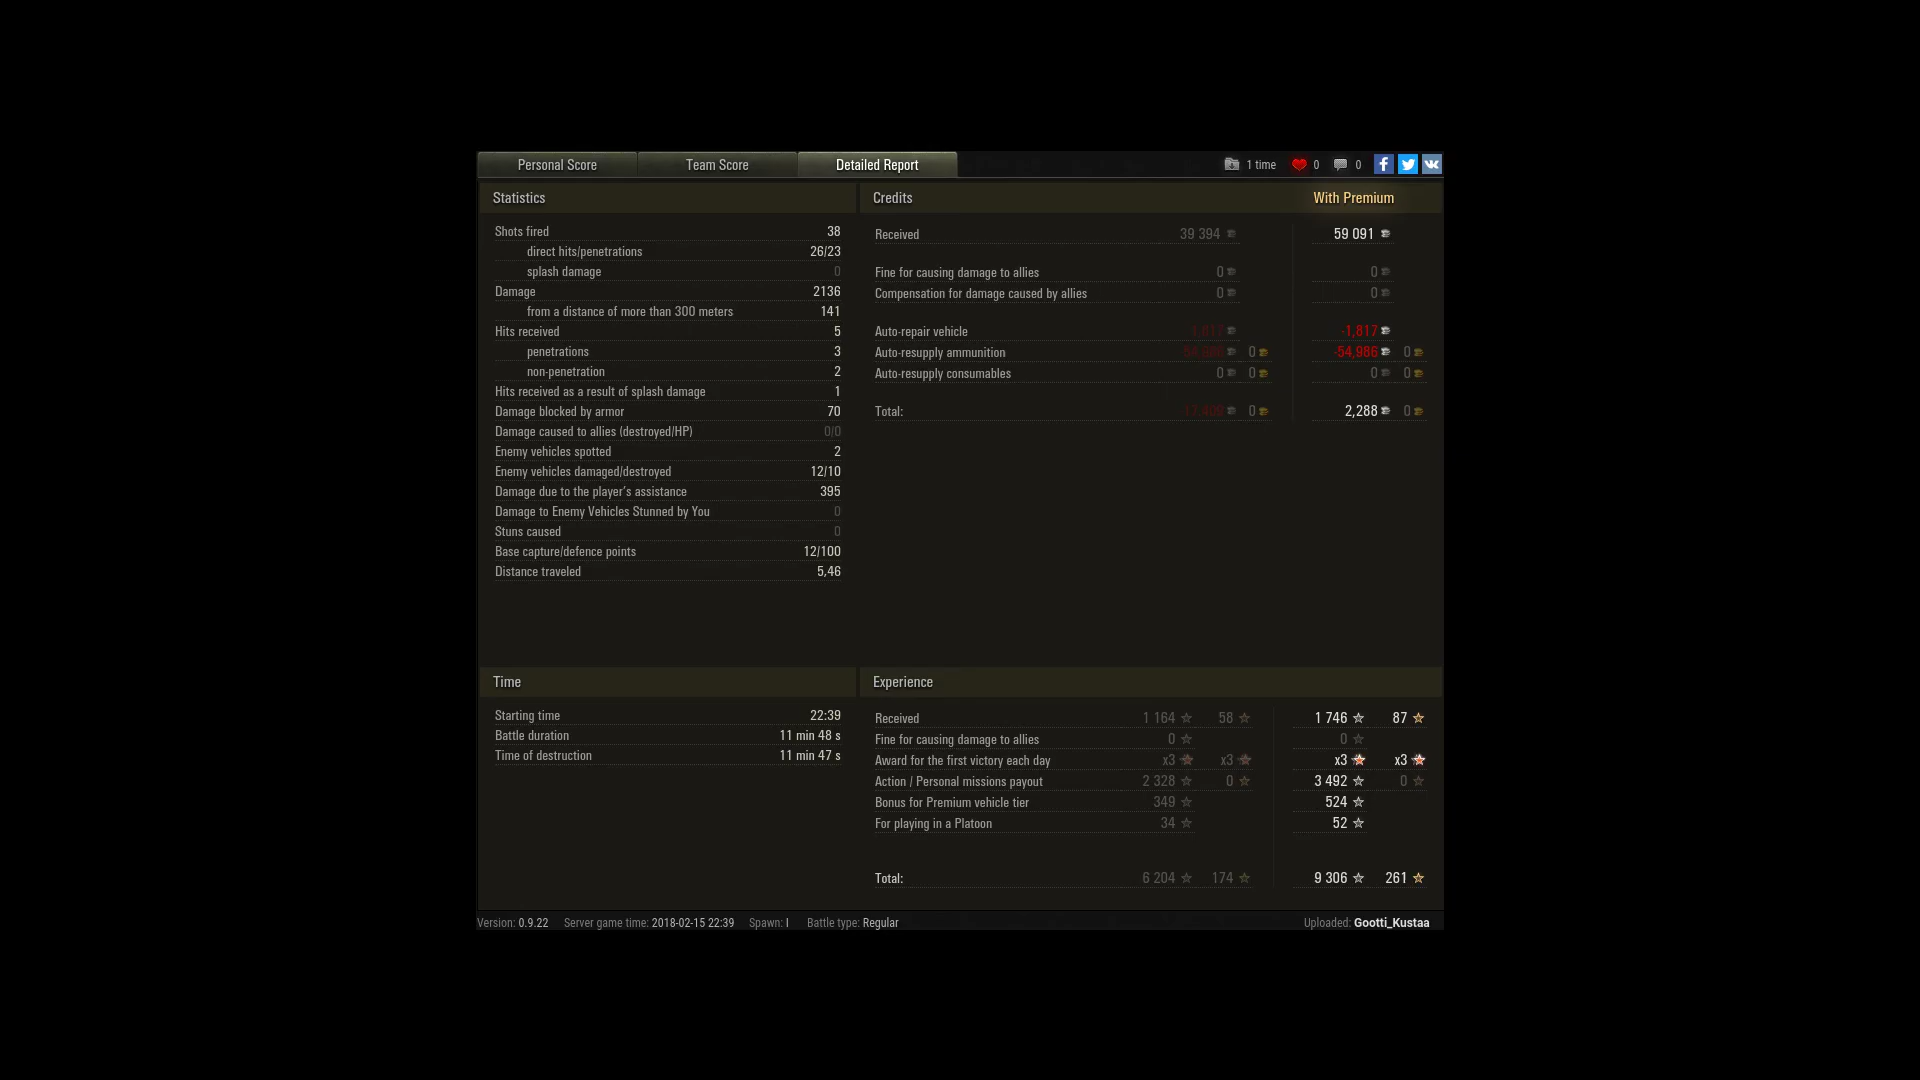 Personal Score Team Score Detailed Report 1 time 0 0
Statistics
Shots fired 38
direct hits/penetrations 26/23
splash damage 0
Damage 2136
from a distance of more than 300 meters 141
Hits received 5
penetrations 3
non-penetration 2
Hits received as a result of splash damage 1
Damage blocked by armor 70
Damage caused to allies (destroyed/HP) 0/0
Enemy vehicles spotted 2
Enemy vehicles damaged/destroyed 12/10
Damage due to the player's assistance 395
Damage to Enemy Vehicles Stunned by You 0
Stuns caused 0
Base capture/defence points 12/100
Distance traveled 5,46
Credits With Premium
Received 39 394 59 091
Fine for causing damage to allies 0 0
Compensation for damage caused by allies 0 0
Auto-repair vehicle -1,817
Auto-resupply ammunition 0 -54,986 0
Auto-resupply consumables 0 0 0 0
Total: 0 2,288 0
Time
Starting time 22:39
Battle duration 11 min 48 s
Time of destruction 11 min 47 s
Experience
Received 1 164 58 1 746 87
Fine for causing damage to allies 0 0
Award for the first victory each day x3 x3 x3 x3
Action / Personal missions payout 2 328 0 3 492 0
Bonus for Premium vehicle tier 349 524
For playing in a Platoon 34 52
Total: 6 204 174 9 306 261
Version: 0.9.22 Server game time: 2018-02-15 22:39 Spawn: I Battle type: Regular Uploaded: Gootti_Kustaa